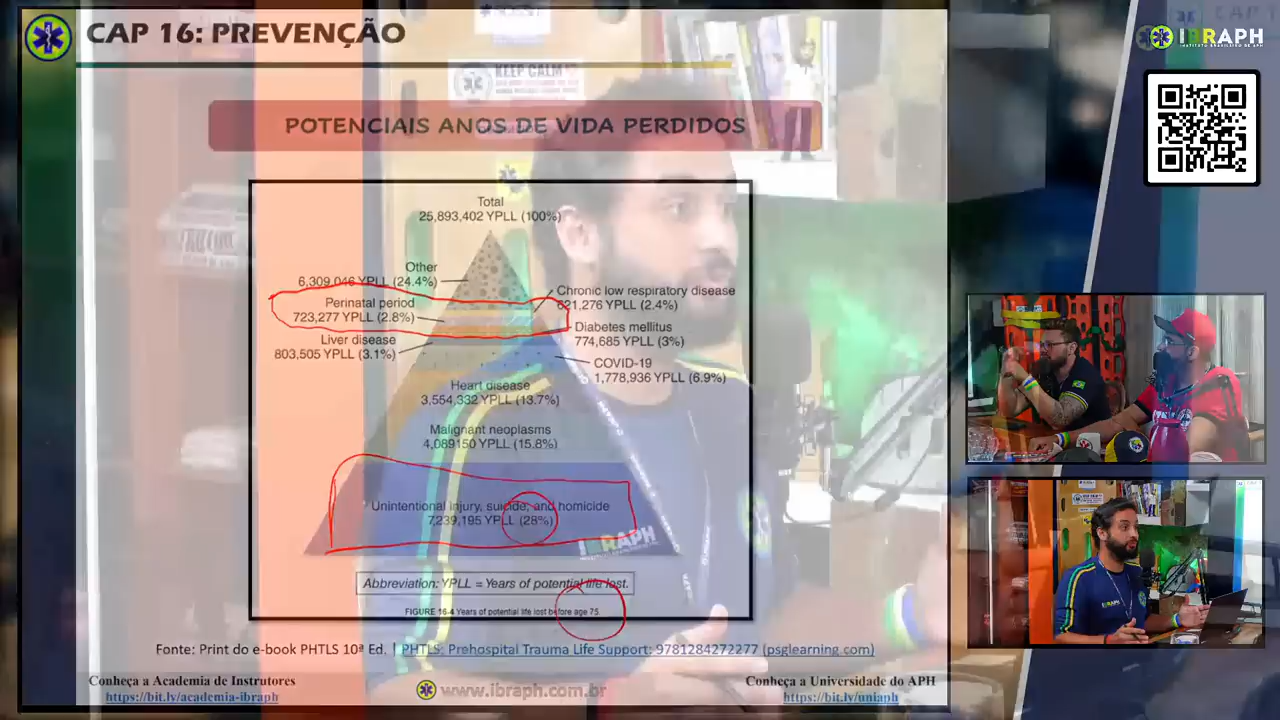 CAP 16: PREVENÇÃO
IBRAPH
INSTITUTO BRASILEIRO DE APH
KEEP CALM
POTENCIAIS ANOS DE VIDA PERDIDOS
Total
25,893,402 YPLL (100%)
Other
6,309,046 YPLL (24.4%)
Chronic low respiratory disease
621,276 YPLL (2.4%)
Perinatal period
723,277 YPLL (2.8%)
Diabetes mellitus
774,685 YPLL (3%)
Liver disease
803,505 YPLL (3.1%)
COVID-19
1,778,936 YPLL (6.9%)
Heart disease
3,554,332 YPLL (13.7%)
Malignant neoplasms
4,089150 YPLL (15.8%)
Unintentional injury, suicide, and homicide
7,239,195 YPLL (28%)
IBRAPH
Abbreviation: YPLL = Years of potential life lost.
FIGURE 16-4 Years of potential life lost before age 75.
Fonte: Print do e-book PHTLS 10ª Ed. | PHTLS: Prehospital Trauma Life Support: 9781284272277 (psglearning.com)
Conheça a Academia de Instrutores
https://bit.ly/academia-ibraph
www.ibraph.com.br
Conheça a Universidade do APH
https://bit.ly/uniaph